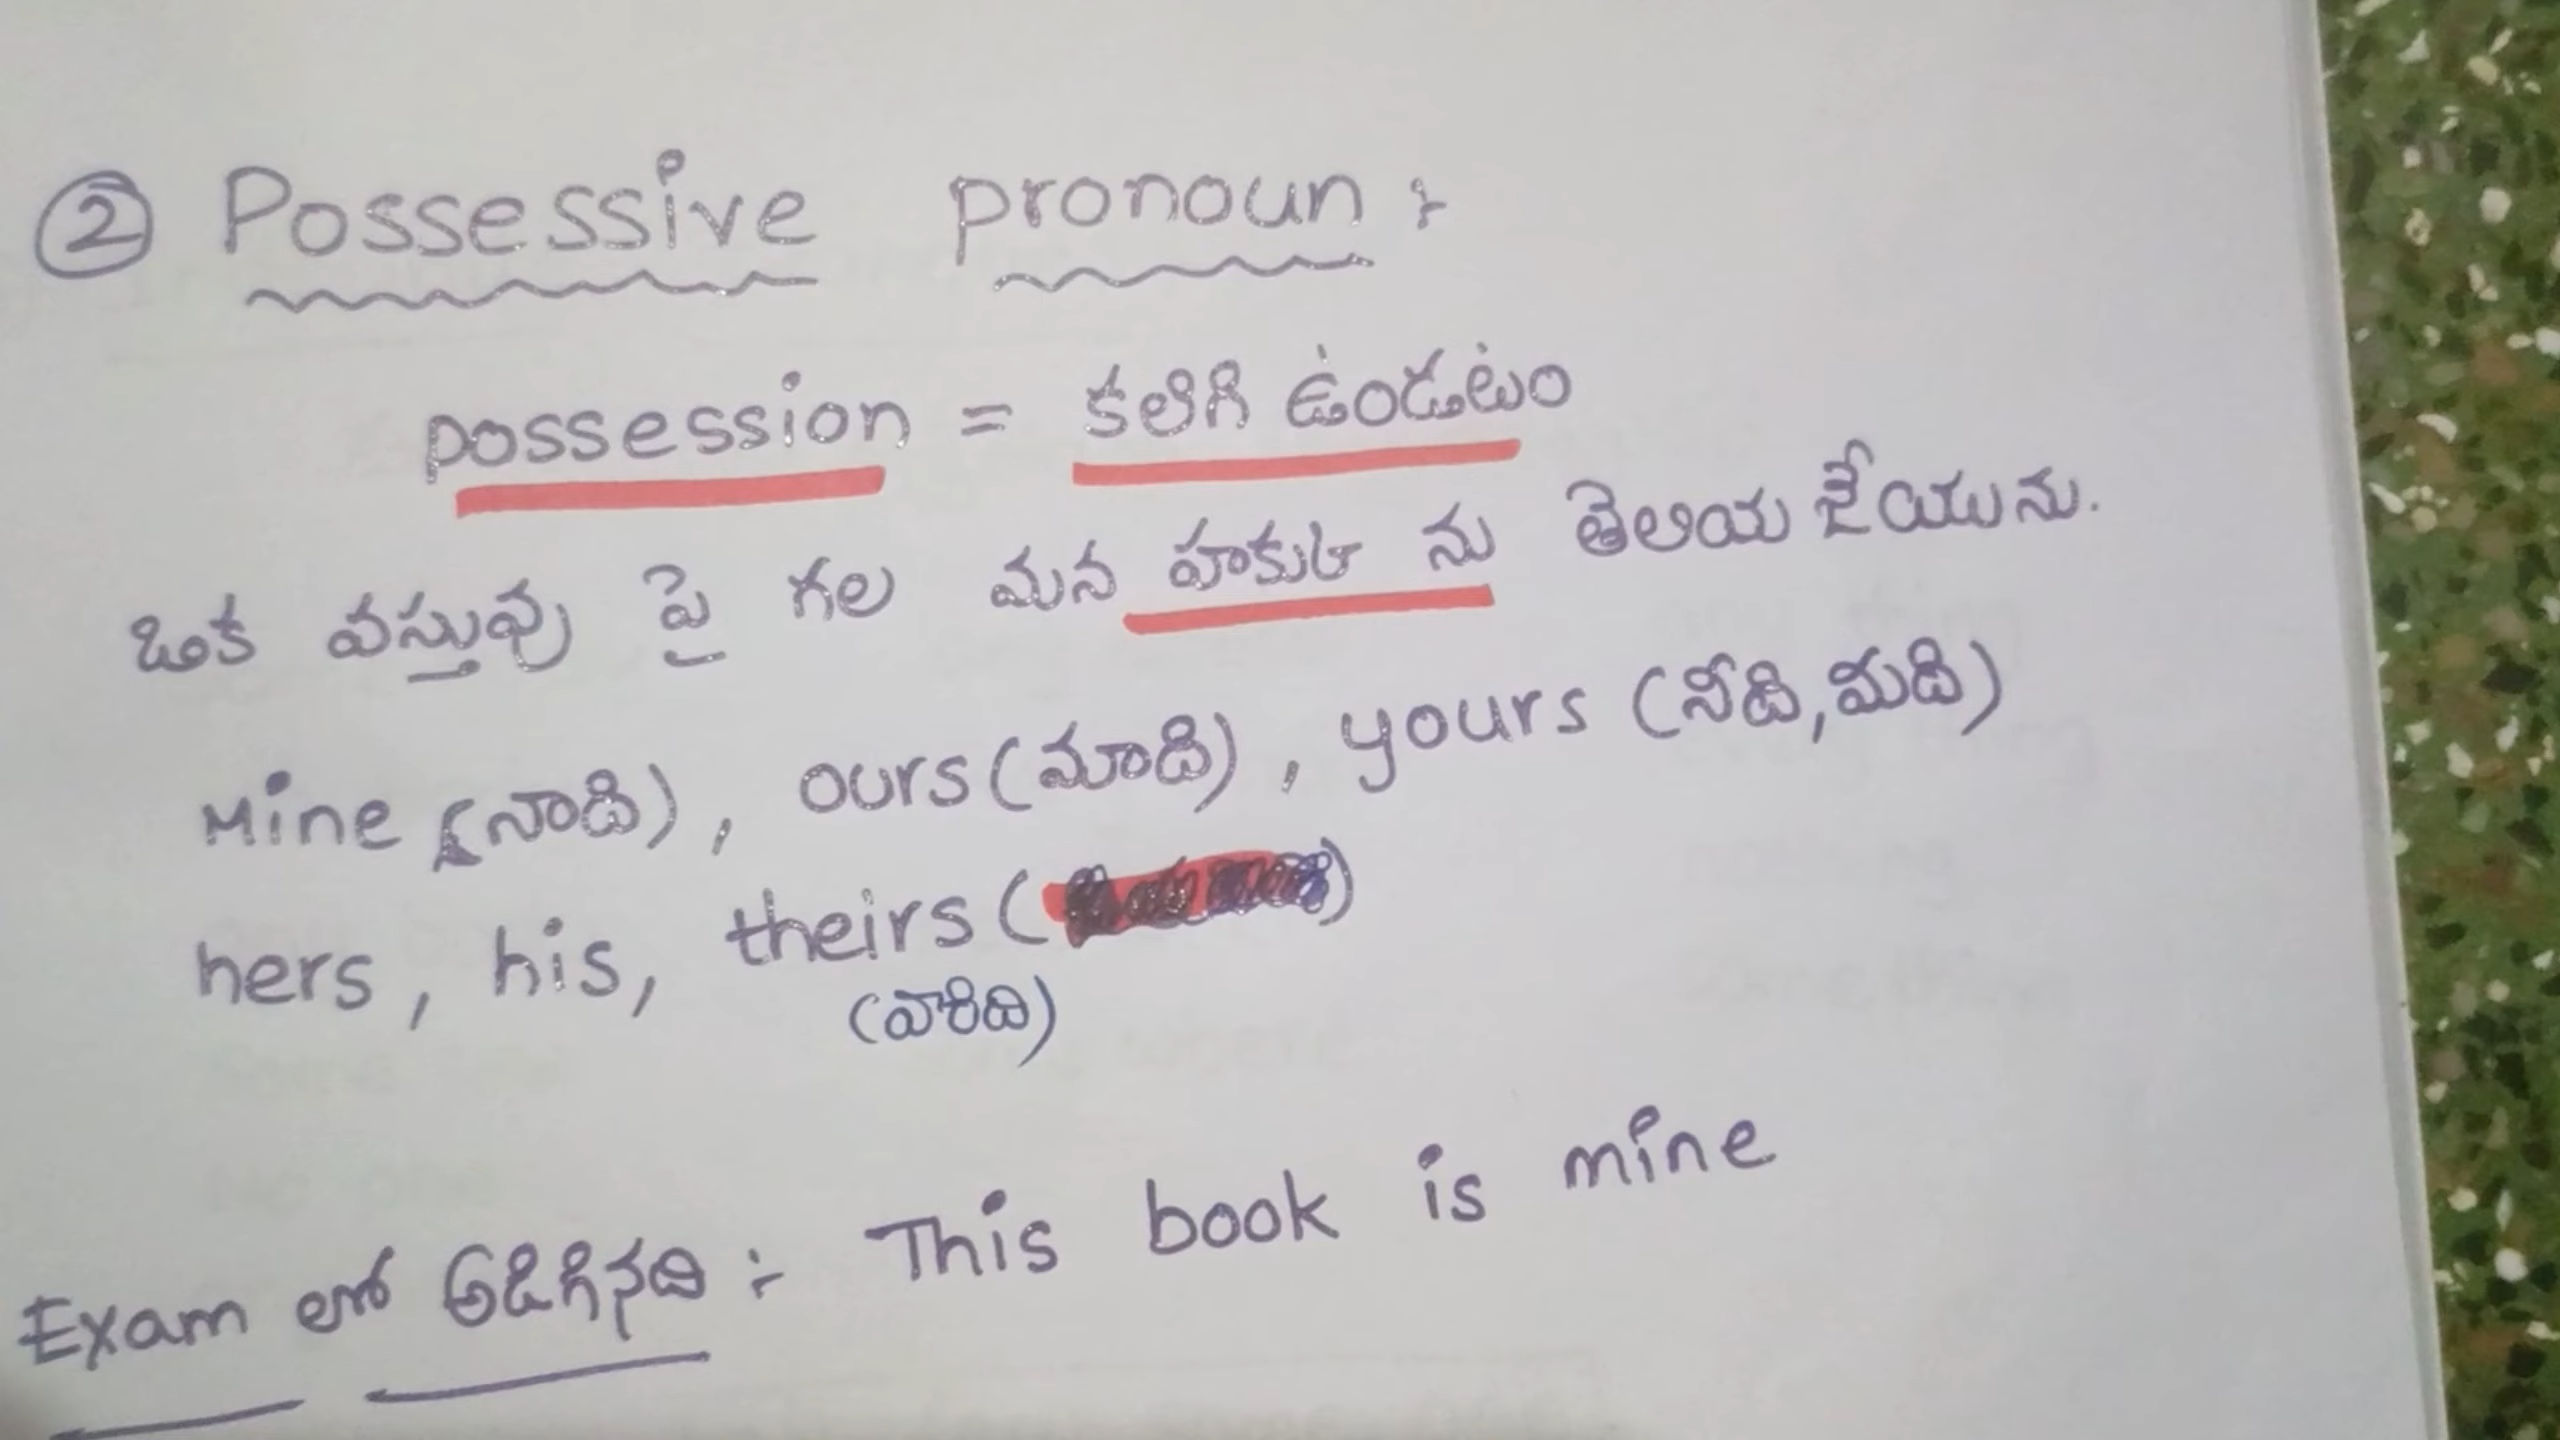 ② Possessive pronoun :-
possession = కలిగి ఉండటం
ఒక వస్తువు పై గల మన హక్కు ను తెలియ జేయును.
Mine (నాది), ours (మాది), yours (నీది, మీది)
hers, his, theirs ( )
(వారిది)
Exam లో అడిగినది :- This book is mine